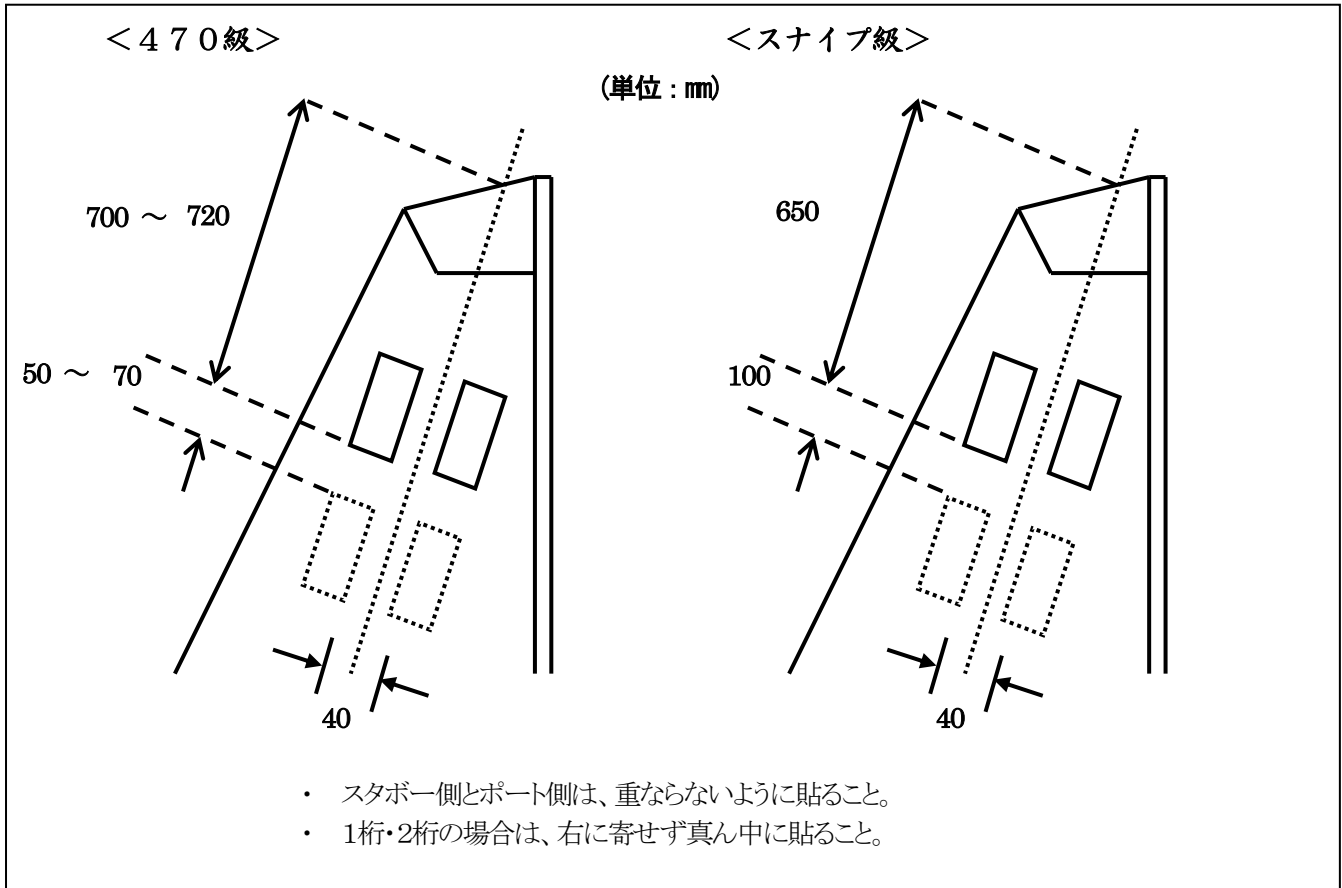 ＜４７０級＞
＜スナイプ級＞
(単位：㎜)
700 ～ 720
650
50 ～ 70
100
40
40
・ スタボー側とポート側は、重ならないように貼ること。
・ 1桁・2桁の場合は、右に寄せず真ん中に貼ること。